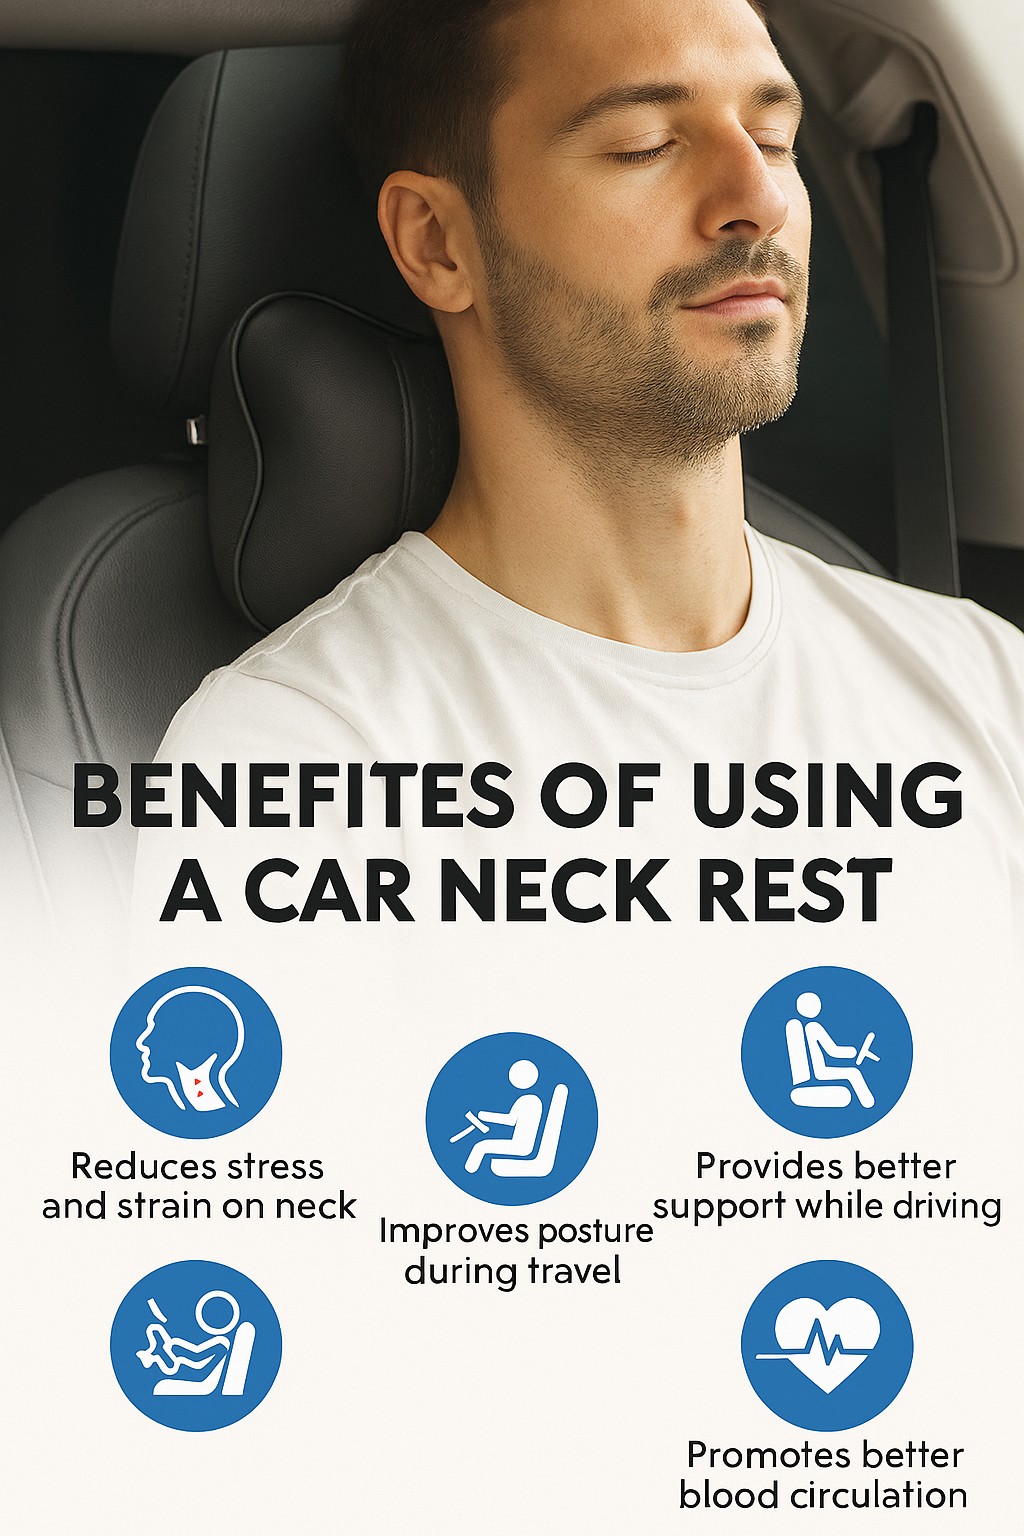 BENEFITES OF USING
A CAR NECK REST
Reduces stress
and strain on neck
Improves posture
during travel
Provides better
support while driving
Promotes better
blood circulation